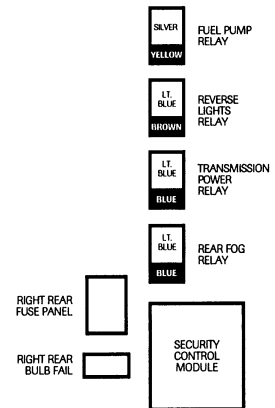 SILVER
YELLOW
FUEL PUMP
RELAY
LT.
BLUE
BROWN
REVERSE
LIGHTS
RELAY
LT.
BLUE
BLUE
TRANSMISSION
POWER
RELAY
LT.
BLUE
BLUE
REAR FOG
RELAY
RIGHT REAR
FUSE PANEL
RIGHT REAR
BULB FAIL
SECURITY
CONTROL
MODULE